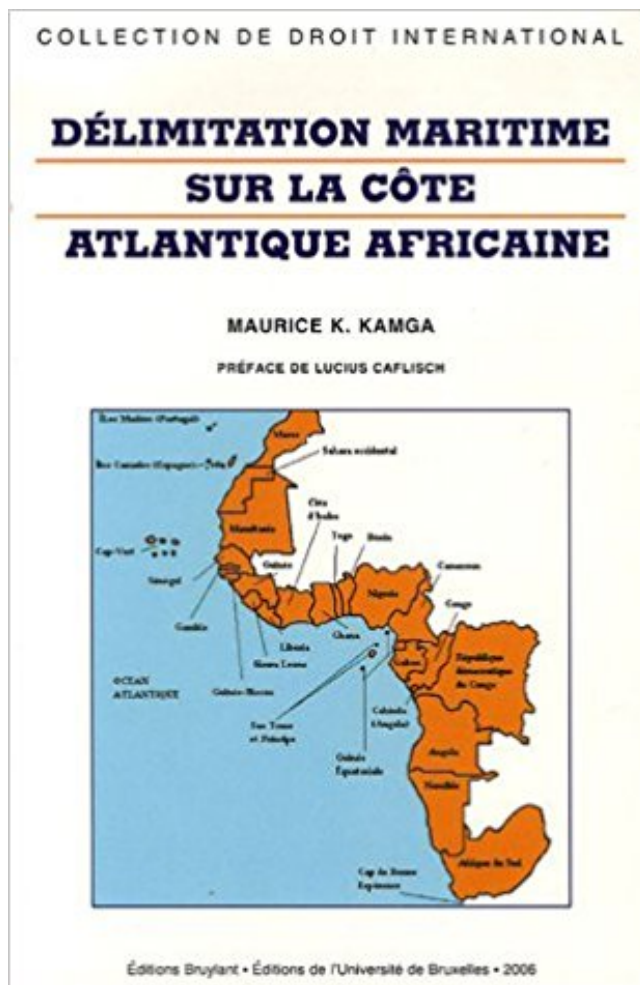 COLLECTION DE DROIT INTERNATIONAL
DÉLIMITATION MARITIME
SUR LA CÔTE
ATLANTIQUE AFRICAINE
MAURICE K. KAMGA
PRÉFACE DE LUCIUS CAFLISCH
Maroc
Sahara occidental
Mauritanie
Côte
Togo
Bénin
Cap-Vert
Guinée
Nigeria
Cameroun
Sénégal
Congo
Gambie
Libéria
Ghana
Sierra Leone
Gabon
République
démocratique
du Congo
OCEAN
ATLANTIQUE
Guinée-Bissau
Cabinda
(Angola)
Sao Tome
et Principe
Angola
Guinée
Équatoriale
Namibie
Afrique du Sud
Cap de Bonne
Espérance
Éditions Bruylant • Éditions de l'Université de Bruxelles • 2006